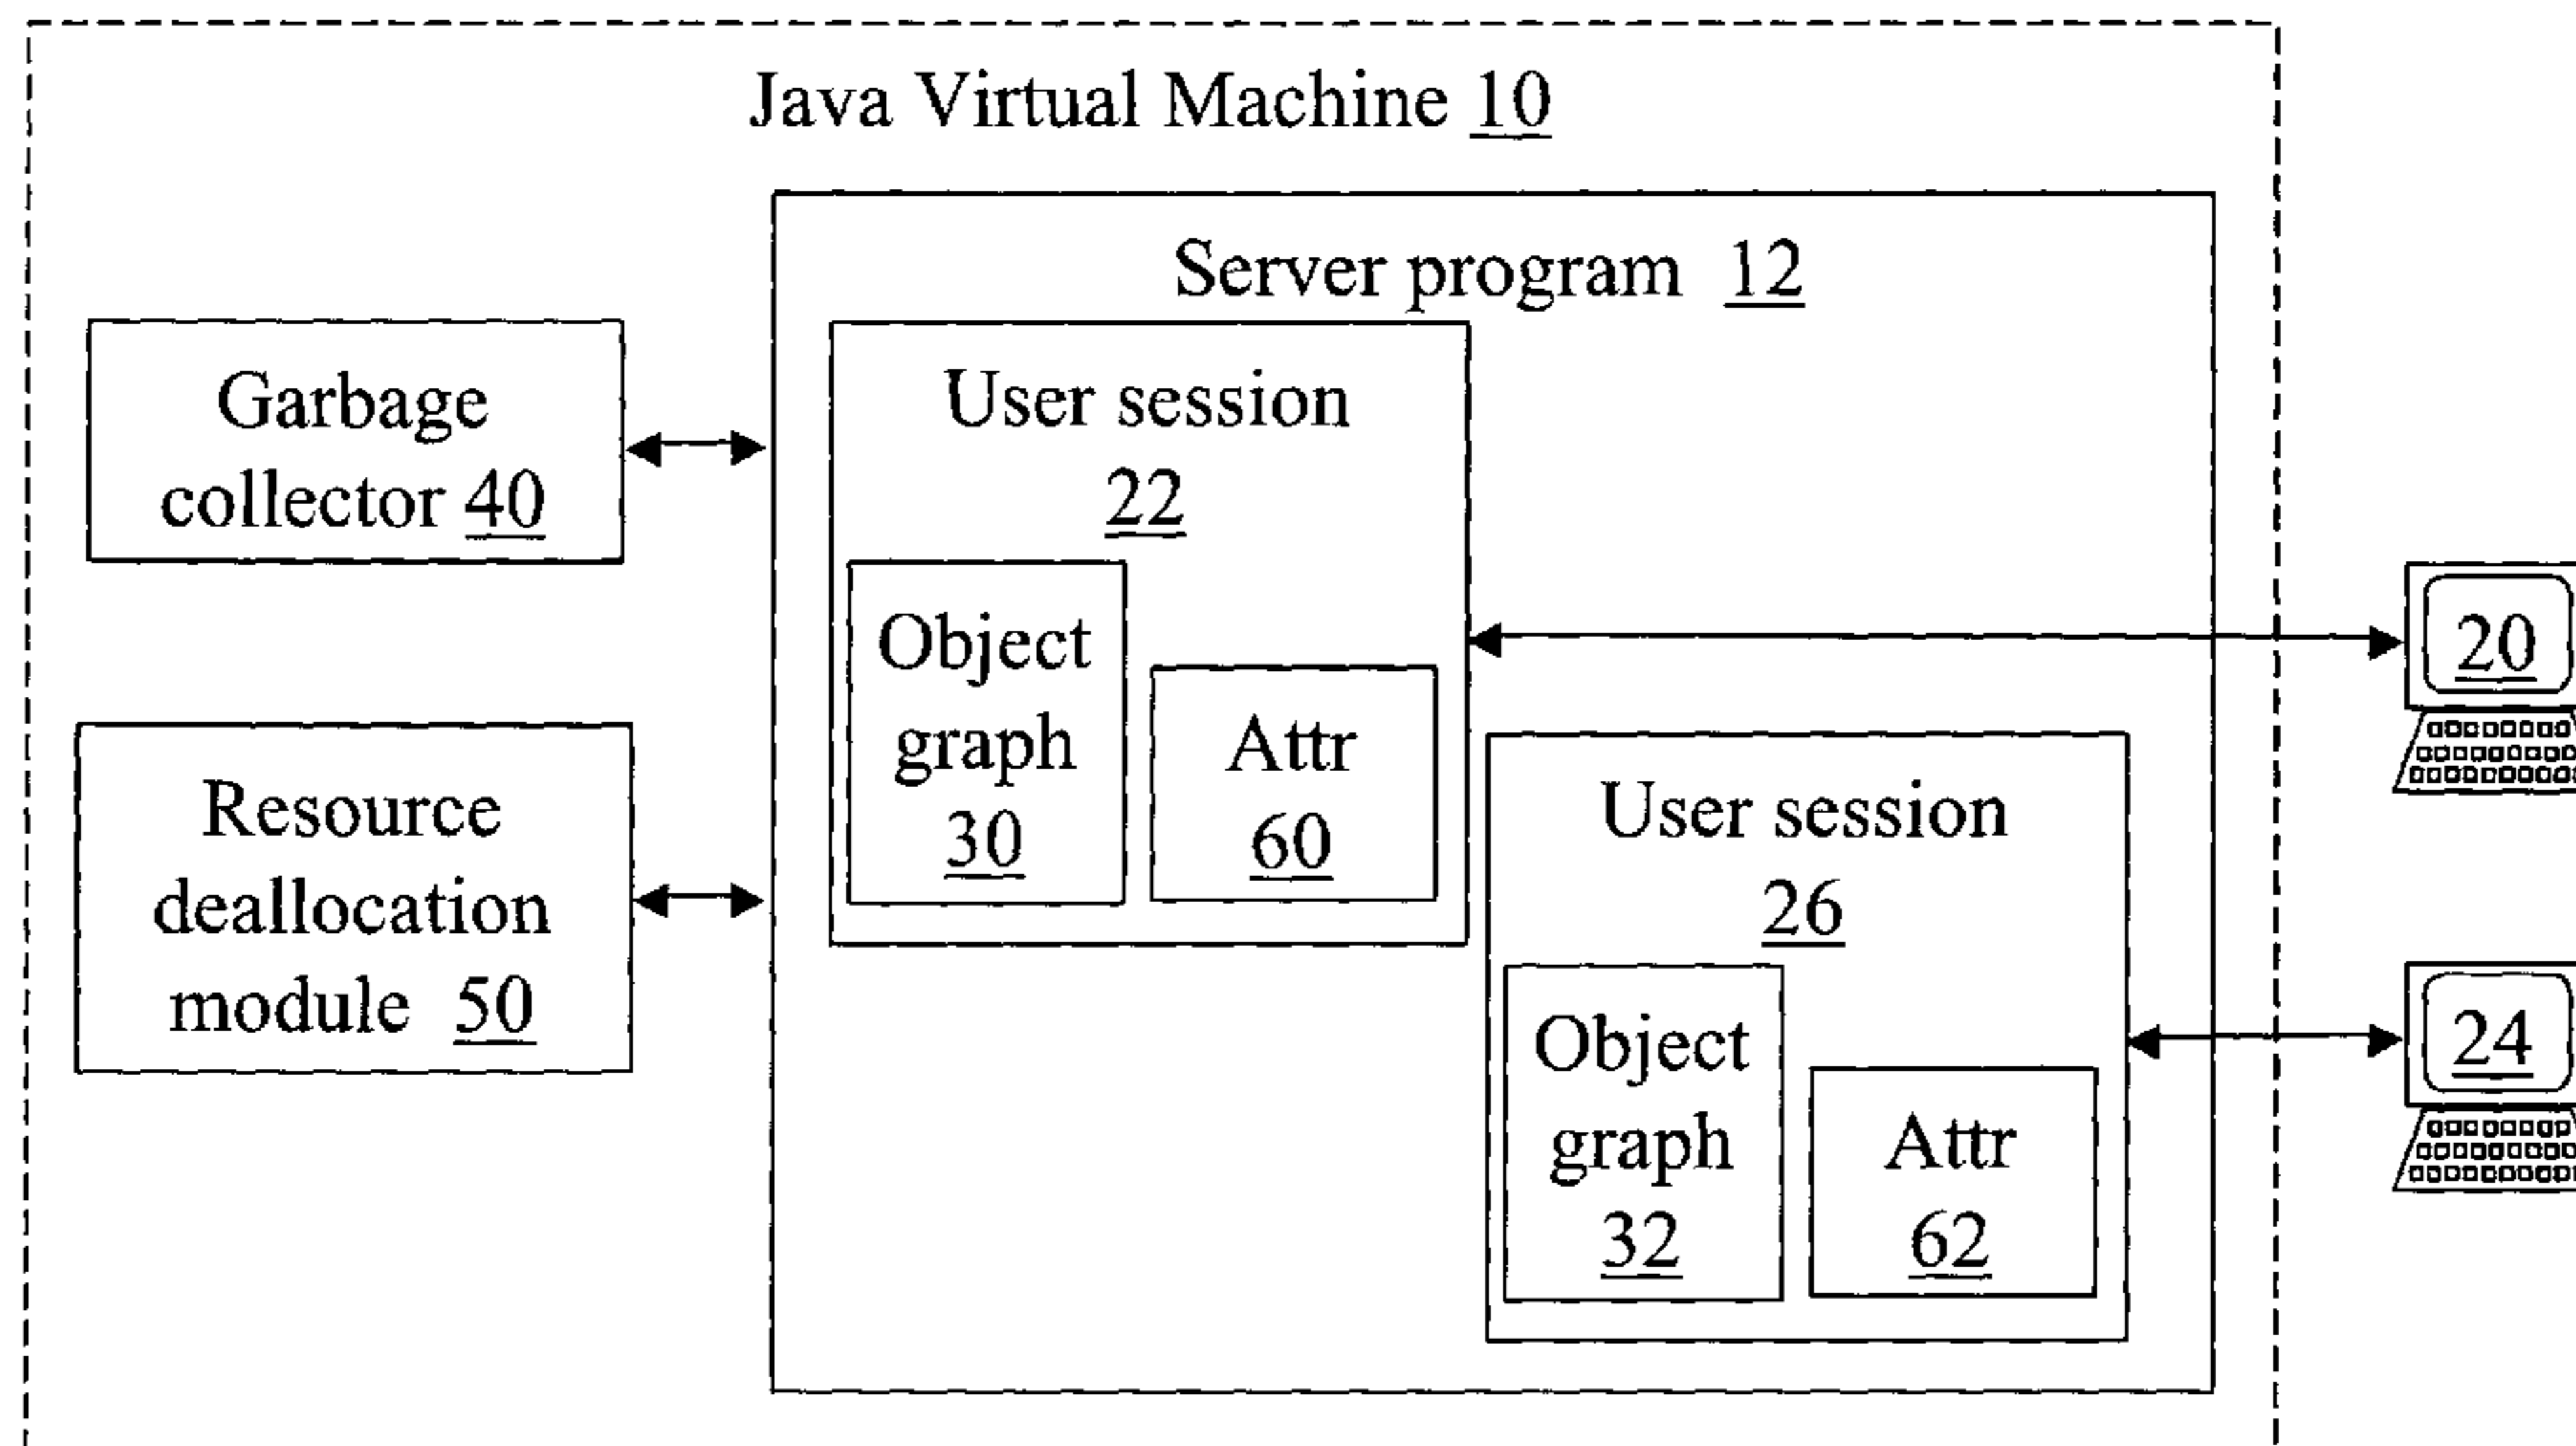 Java Virtual Machine 10
Server program 12
Garbage
collector 40
User session
22
Object
graph
30
Attr
60
20
Resource
deallocation
module 50
User session
26
Object
graph
32
Attr
62
24